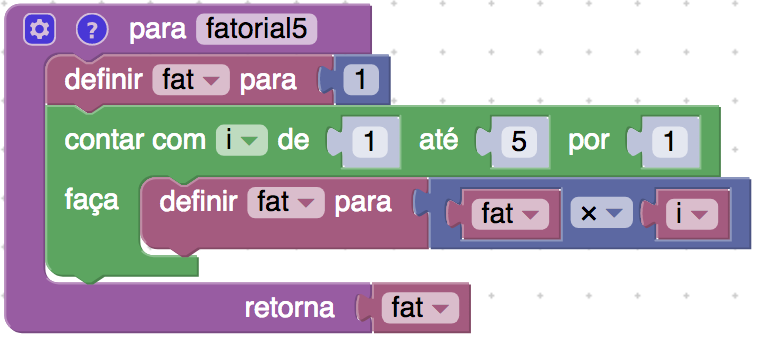 ? para fatorial5
definir fat para 1
contar com i de 1 até 5 por 1
faça definir fat para fat × i
retorna fat